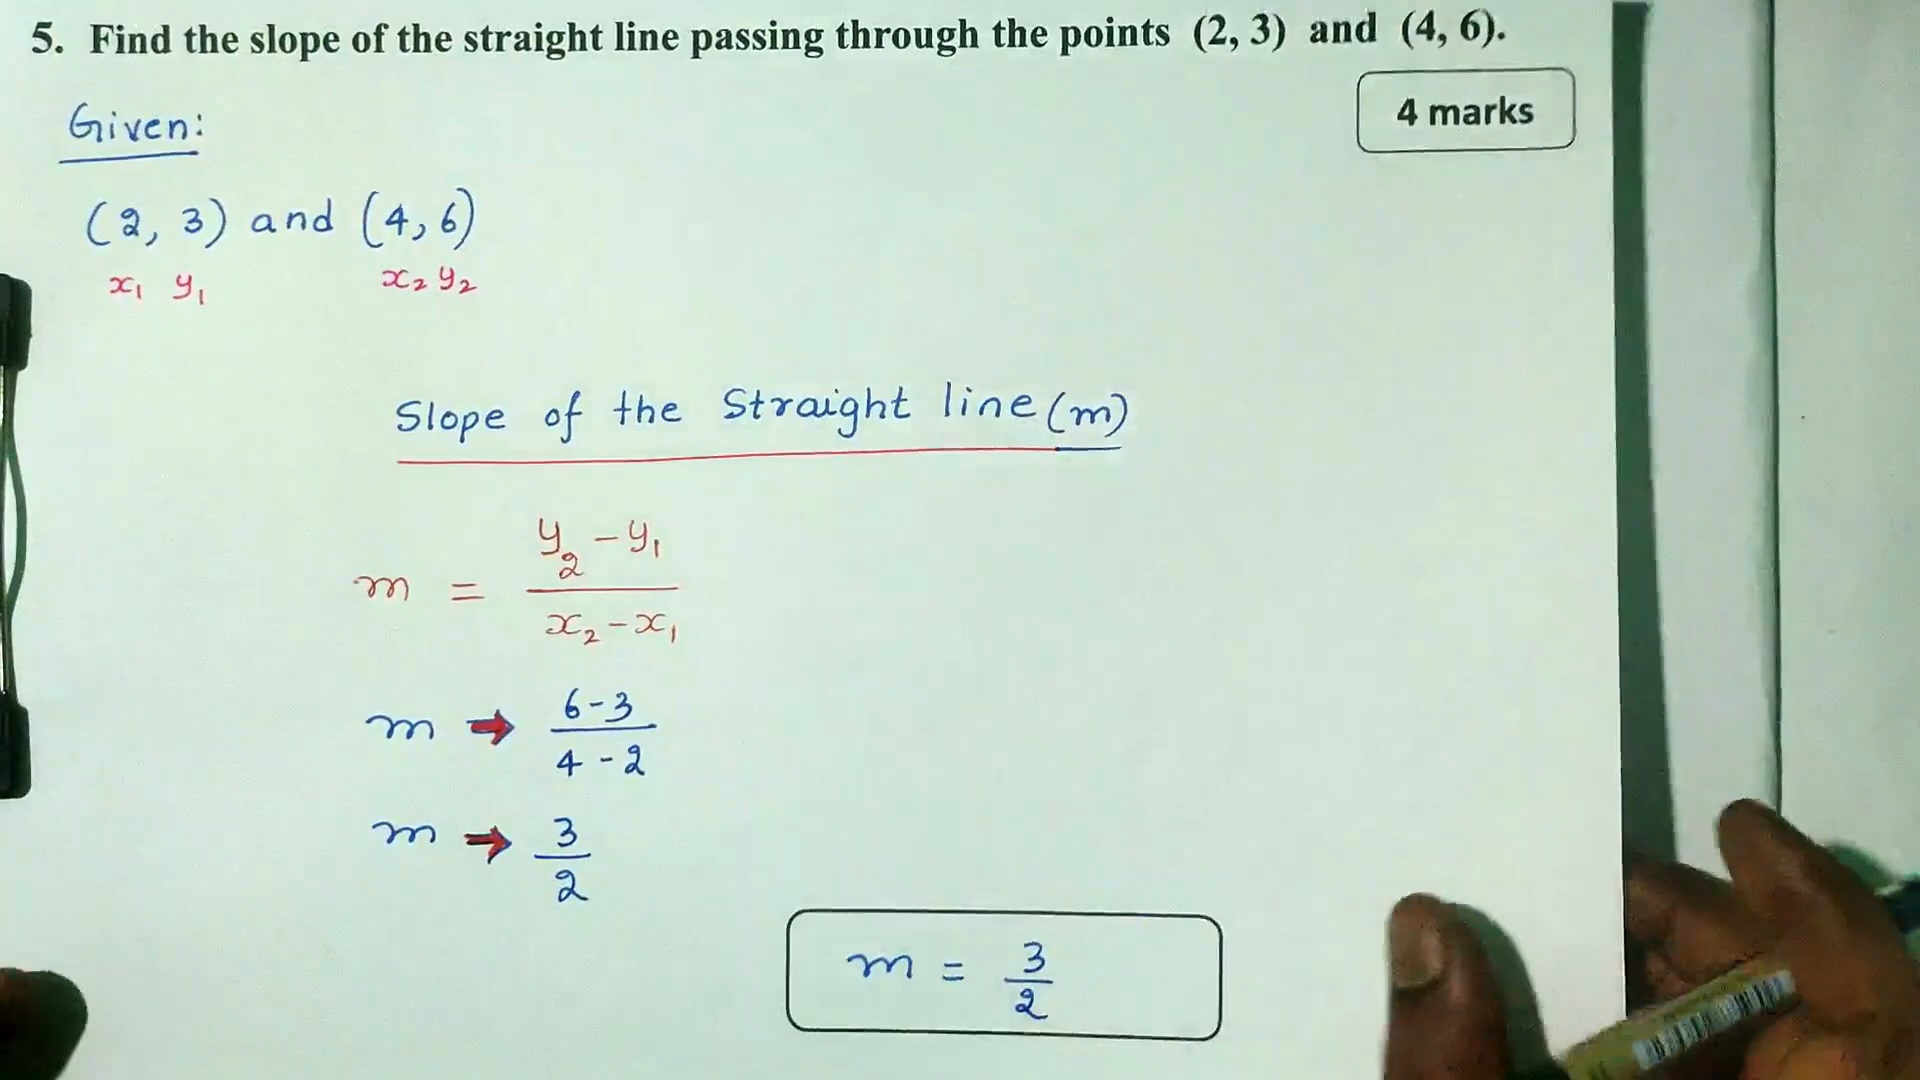 5. Find the slope of the straight line passing through the points (2, 3) and (4, 6).
4 marks
Given:
(2, 3) and (4, 6)
x₁ y₁ x₂ y₂
Slope of the Straight line (m)
m = y₂ - y₁ / x₂ - x₁
m ➡ 6-3 / 4-2
m ➡ 3/2
m = 3/2